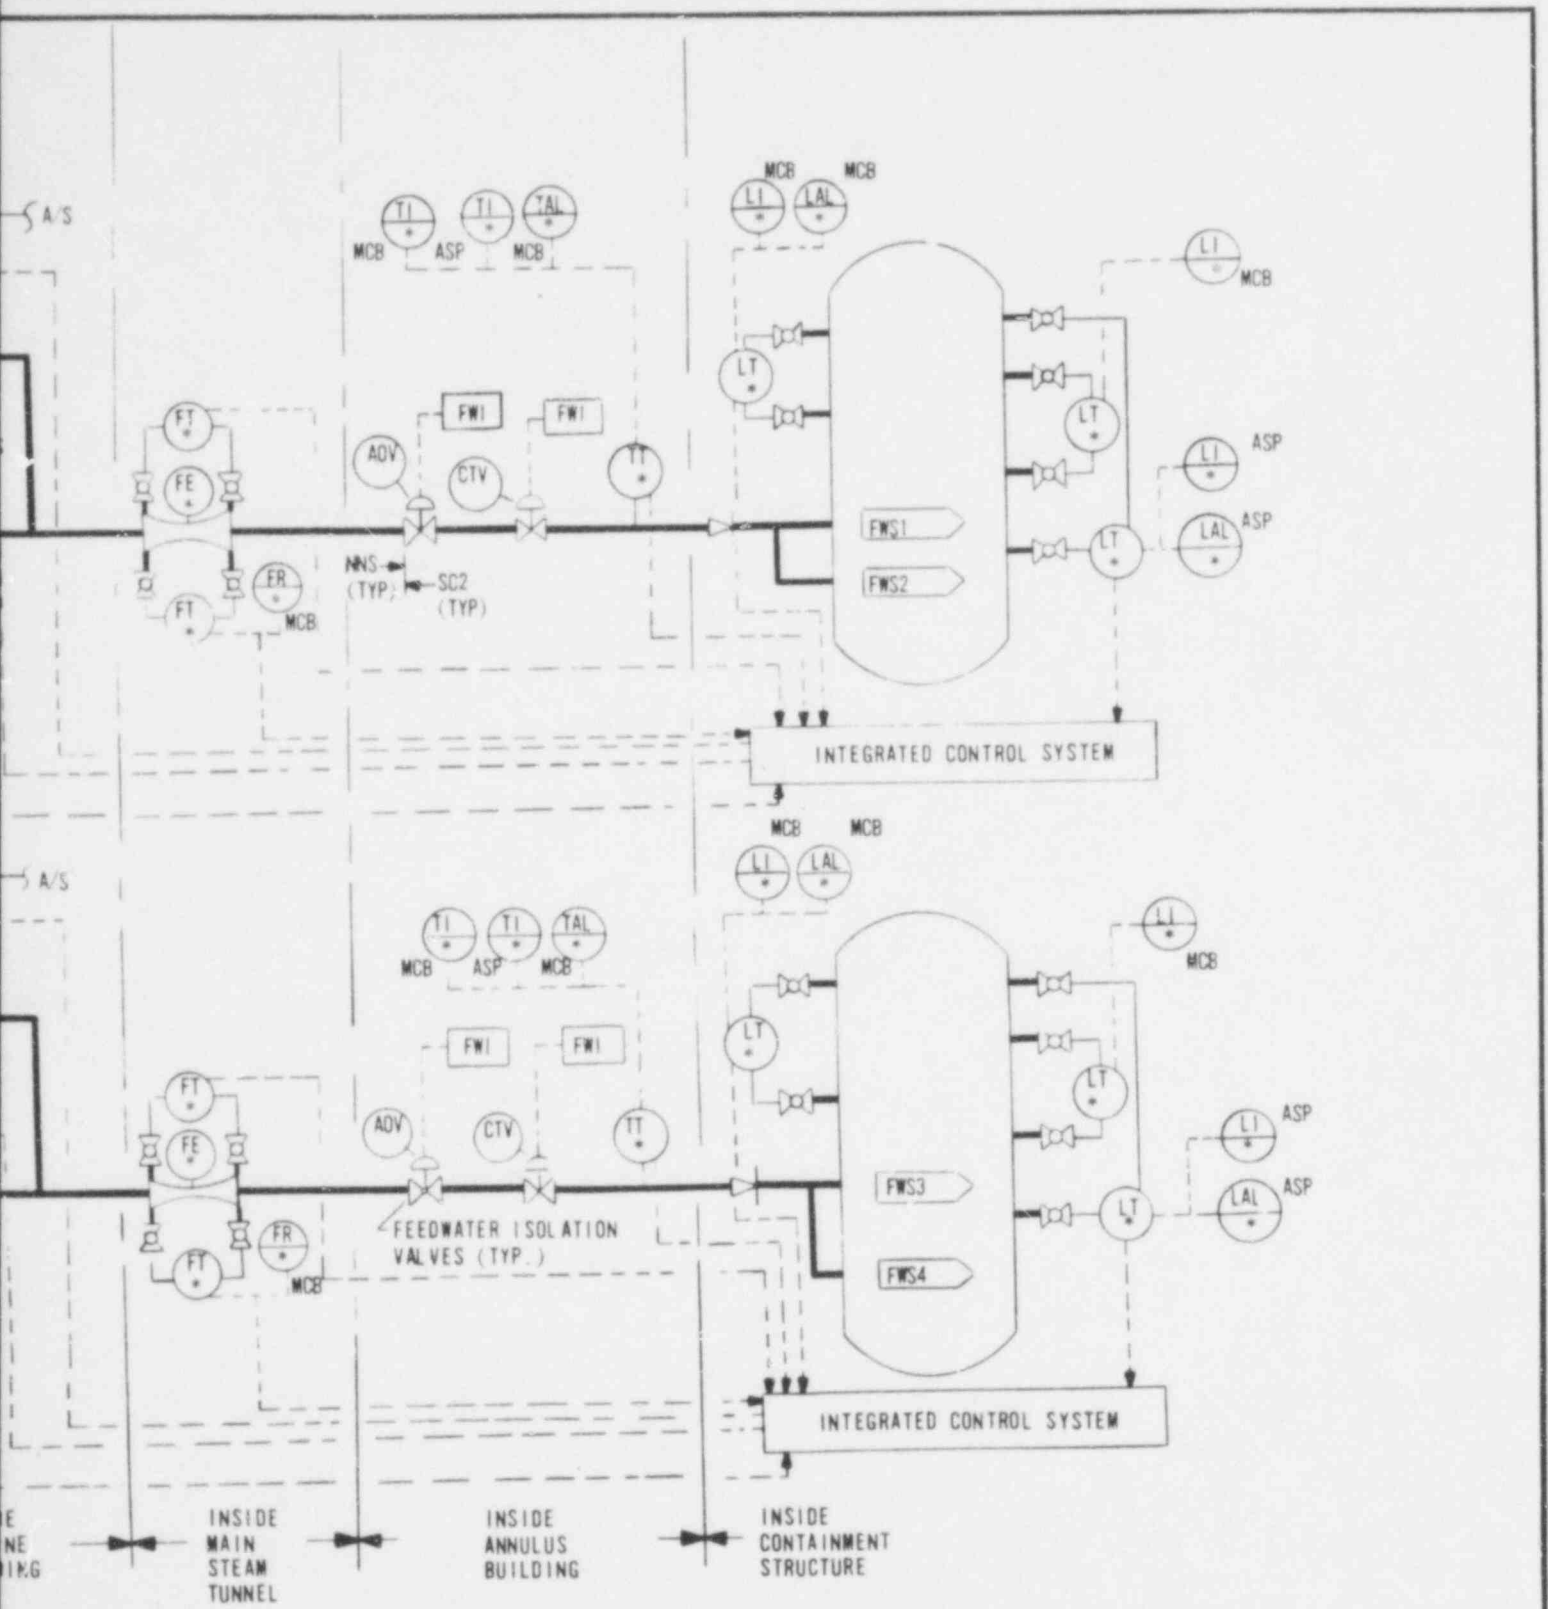 MCB
MCB
A/S
TI
*
TI
*
TAL
*
LI
*
LAL
*
MCB
ASP
MCB
LI
MCB
LT
*
FT
*
FWI
FWI
LT
*
AOV
CTV
TT
*
LI
*
ASP
FE
*
FWS1
LT
*
LAL
*
ASP
NNS
(TYP)
SC2
(TYP)
FWS2
FR
MCB
FT
*
INTEGRATED CONTROL SYSTEM
MCB
MCB
A/S
LI
*
LAL
*
TI
*
TI
*
TAL
*
LI
*
MCB
ASP
MCB
MCB
LT
*
FWI
FWI
FT
*
LT
*
AOV
CTV
TT
*
LI
*
ASP
FE
*
FWS3
LT
*
LAL
*
ASP
FEEDWATER ISOLATION
VALVES (TYP.)
FR
*
FT
*
MCB
FWS4
INTEGRATED CONTROL SYSTEM
INSIDE
MAIN
STEAM
TUNNEL
INSIDE
ANNULUS
BUILDING
INSIDE
CONTAINMENT
STRUCTURE